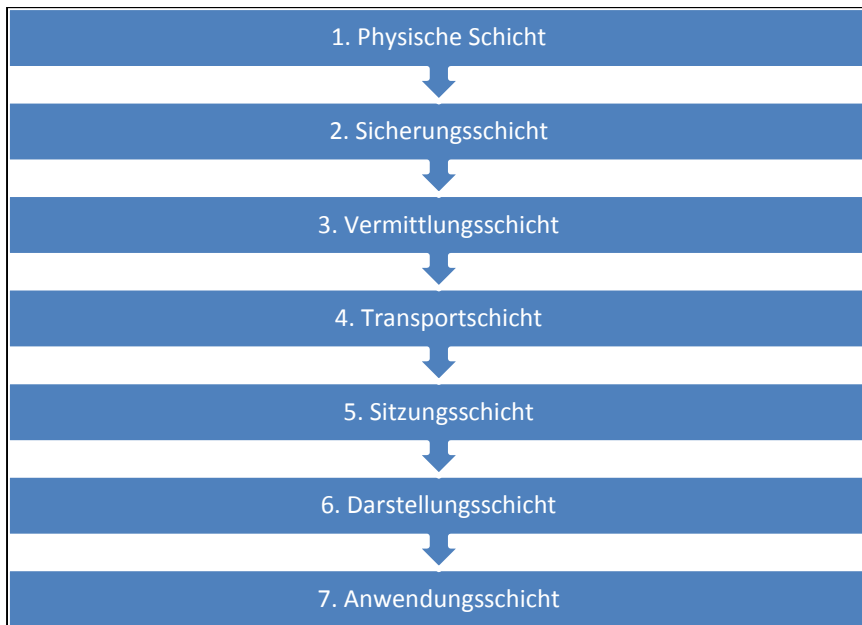 1. Physische Schicht
2. Sicherungsschicht
3. Vermittlungsschicht
4. Transportschicht
5. Sitzungsschicht
6. Darstellungsschicht
7. Anwendungsschicht